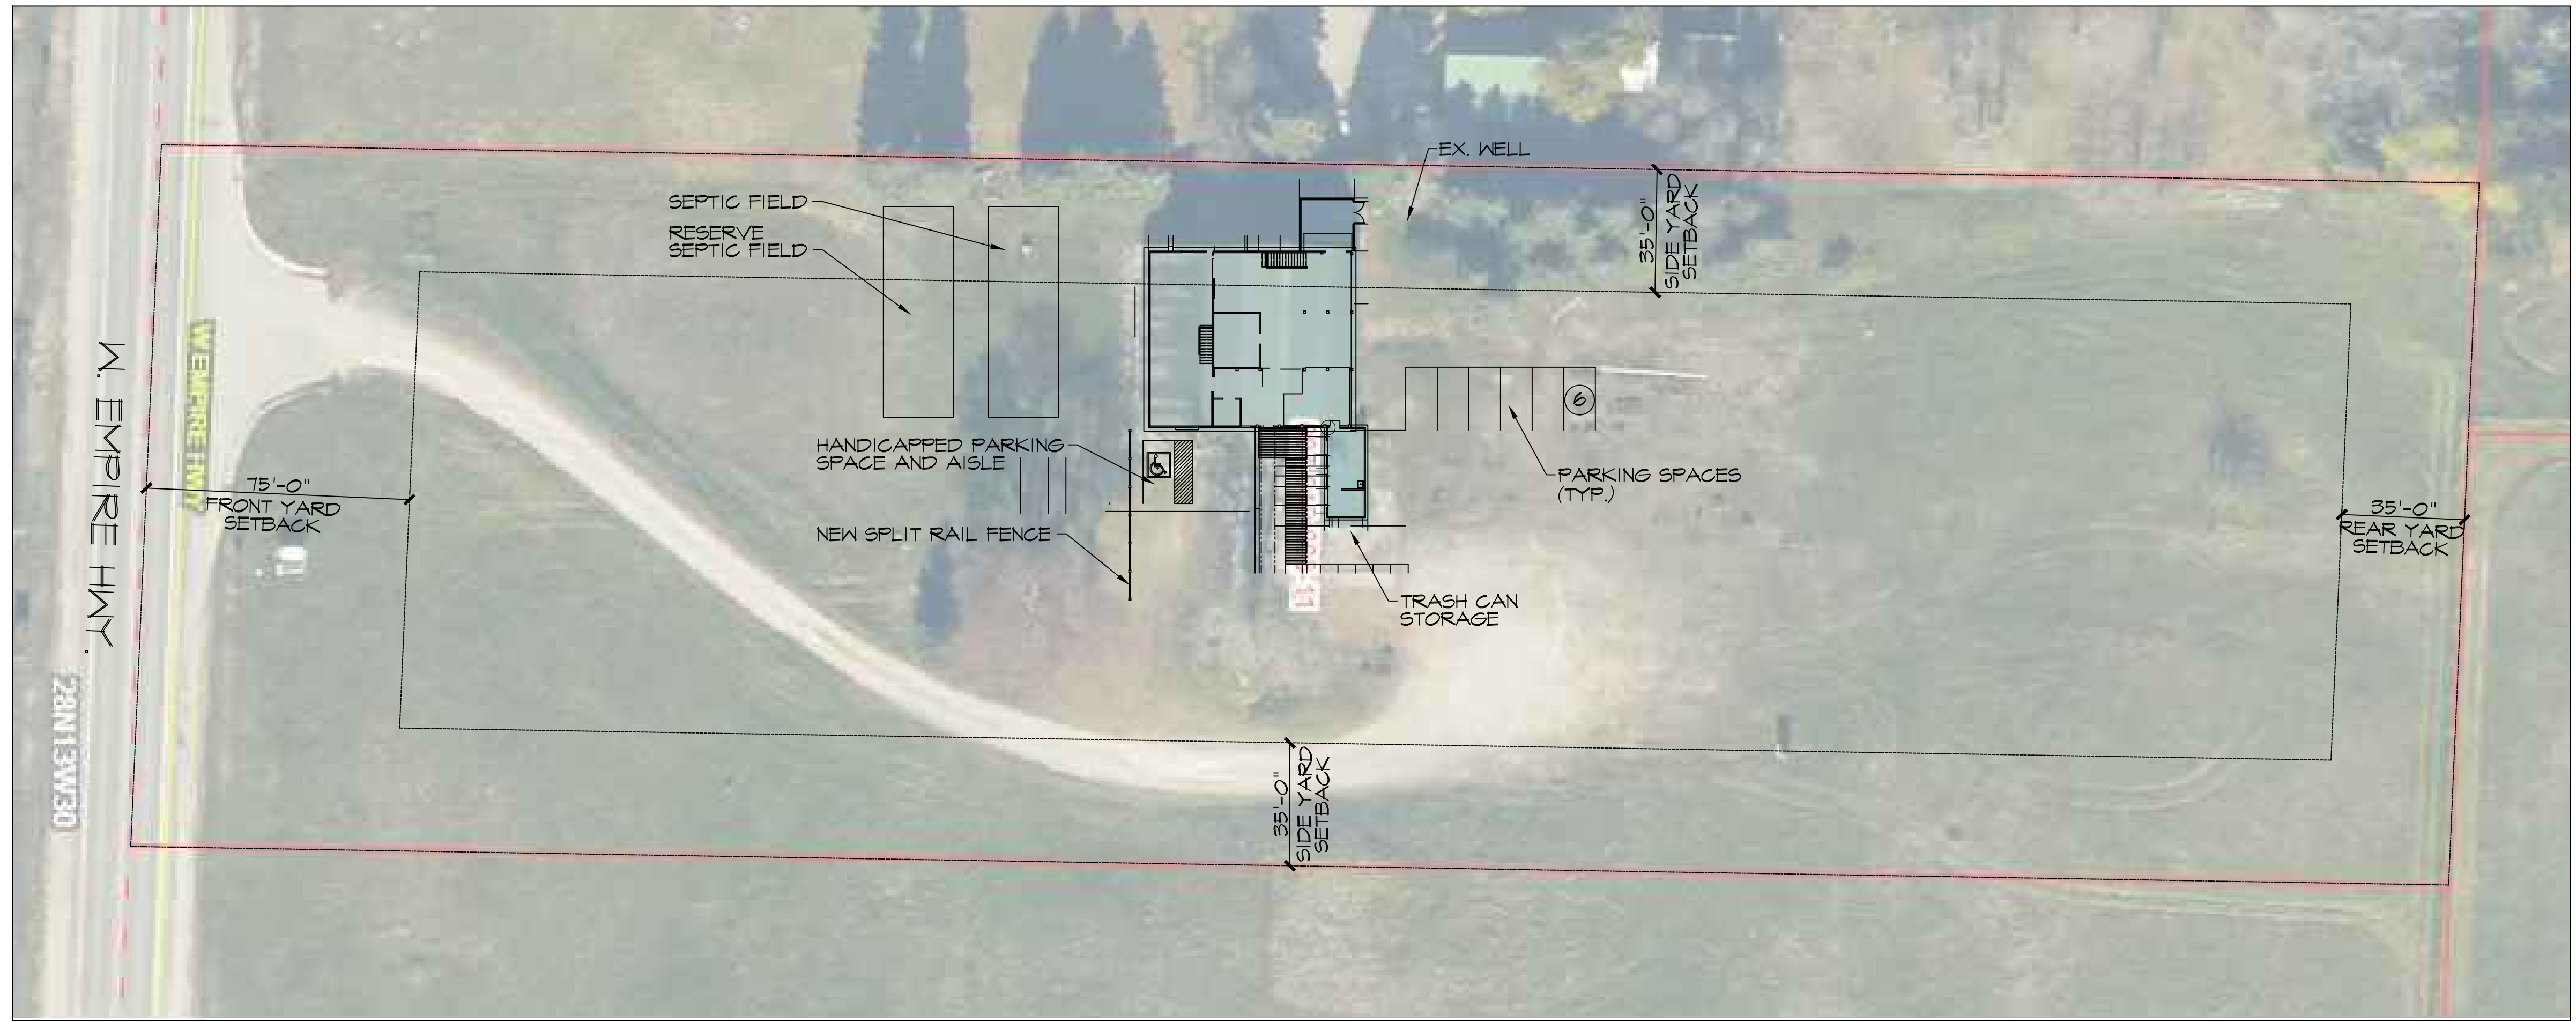 EX. WELL
SEPTIC FIELD
RESERVE
SEPTIC FIELD
35'-0"
SIDE YARD
SETBACK
W. EMPIRE HWY.
W EMPIRE HWY
6
HANDICAPPED PARKING
SPACE AND AISLE
PARKING SPACES
(TYP.)
75'-0"
FRONT YARD
SETBACK
35'-0"
REAR YARD
SETBACK
NEW SPLIT RAIL FENCE
TRASH CAN
STORAGE
28N13W30
35'-0"
SIDE YARD
SETBACK